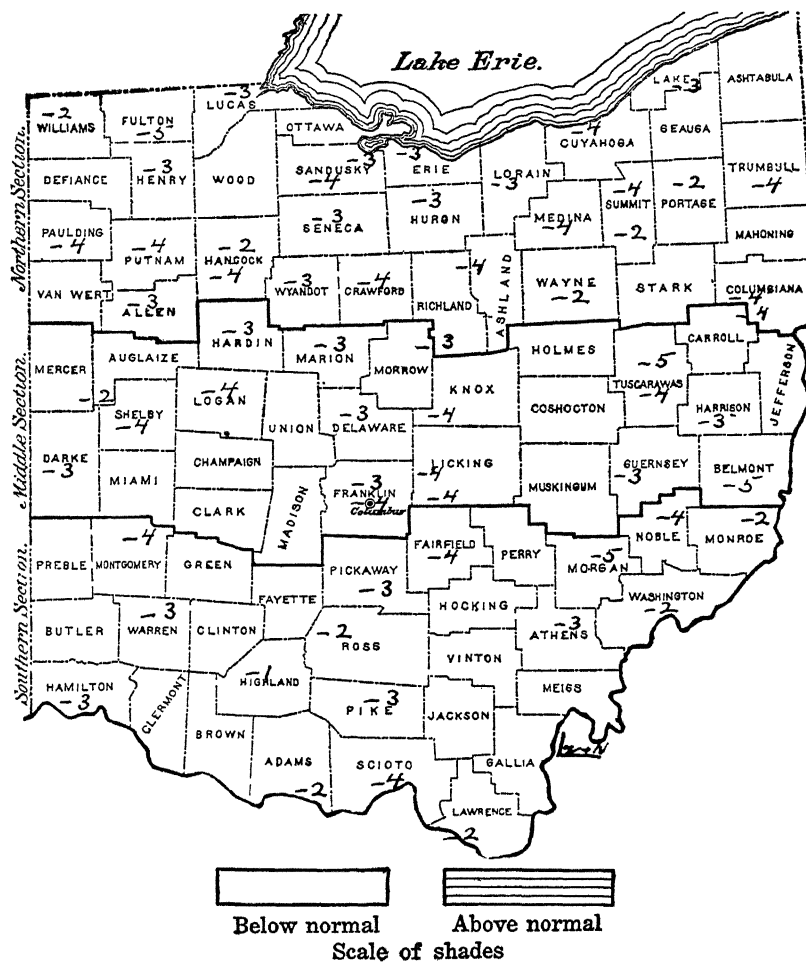 Lake Erie.
-3
LUCAS
-3
LAKE
ASHTABULA
-2
WILLIAMS
FULTON
-5
OTTAWA
-4
CUYAHOGA
GEAUGA
DEFIANCE
-3
HENRY
WOOD
-3
SANDUSKY
-4
-3
ERIE
LORAIN
-3
-4
SUMMIT
-2
-2
PORTAGE
TRUMBULL
-4
Northern Section.
PAULDING
-4
-4
PUTNAM
-2
HANCOCK
-4
-3
SENECA
-3
HURON
MEDINA
-4
MAHONING
VAN WERT
-3
ALLEN
-3
WYANDOT
-4
CRAWFORD
-4
RICHLAND
ASHLAND
WAYNE
-2
STARK
COLUMBIANA
-4
-4
Middle Section.
MERCER
-2
AUGLAIZE
-3
HARDIN
-3
MARION
MORROW
-3
HOLMES
CARROLL
JEFFERSON
SHELBY
-4
-4
LOGAN
UNION
-3
DELAWARE
KNOX
-4
COSHOCTON
-5
TUSCARAWAS
-4
HARRISON
-3
DARKE
-3
MIAMI
CHAMPAIGN
CLARK
MADISON
-3
FRANKLIN
-4
Columbus
-4
LICKING
-4
MUSKINGUM
GUERNSEY
-3
BELMONT
-5
Southern Section.
PREBLE
-4
MONTGOMERY
GREEN
FAYETTE
PICKAWAY
-3
FAIRFIELD
-4
PERRY
-5
MORGAN
-4
NOBLE
-2
MONROE
BUTLER
-3
WARREN
CLINTON
-2
ROSS
HOCKING
-3
ATHENS
WASHINGTON
-2
HAMILTON
-3
CLERMONT
-1
HIGHLAND
-3
PIKE
VINTON
MEIGS
BROWN
ADAMS
-2
SCIOTO
-4
JACKSON
GALLIA
LAWRENCE
-2
Below normal
Above normal
Scale of shades